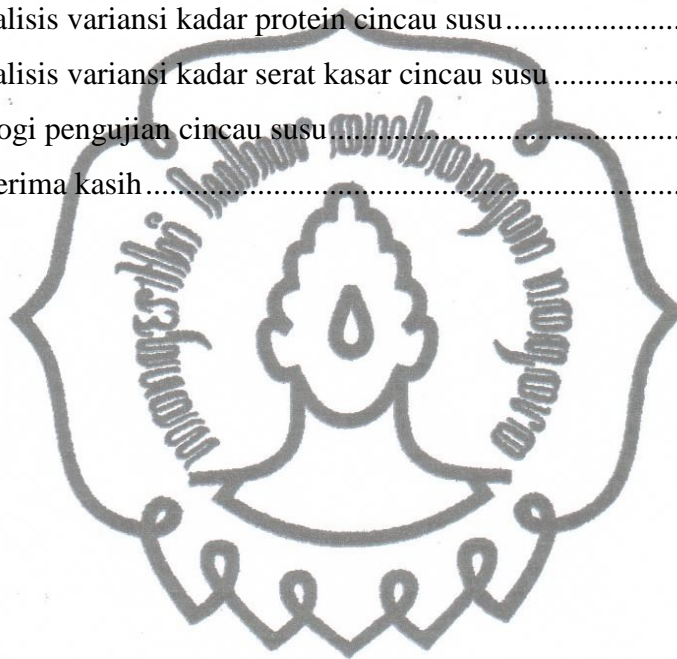 alisis variansi kadar protein cincau susu....................
alisis variansi kadar serat kasar cincau susu................
ogi pengujian cincau susu...............................
erima kasih..........................................................